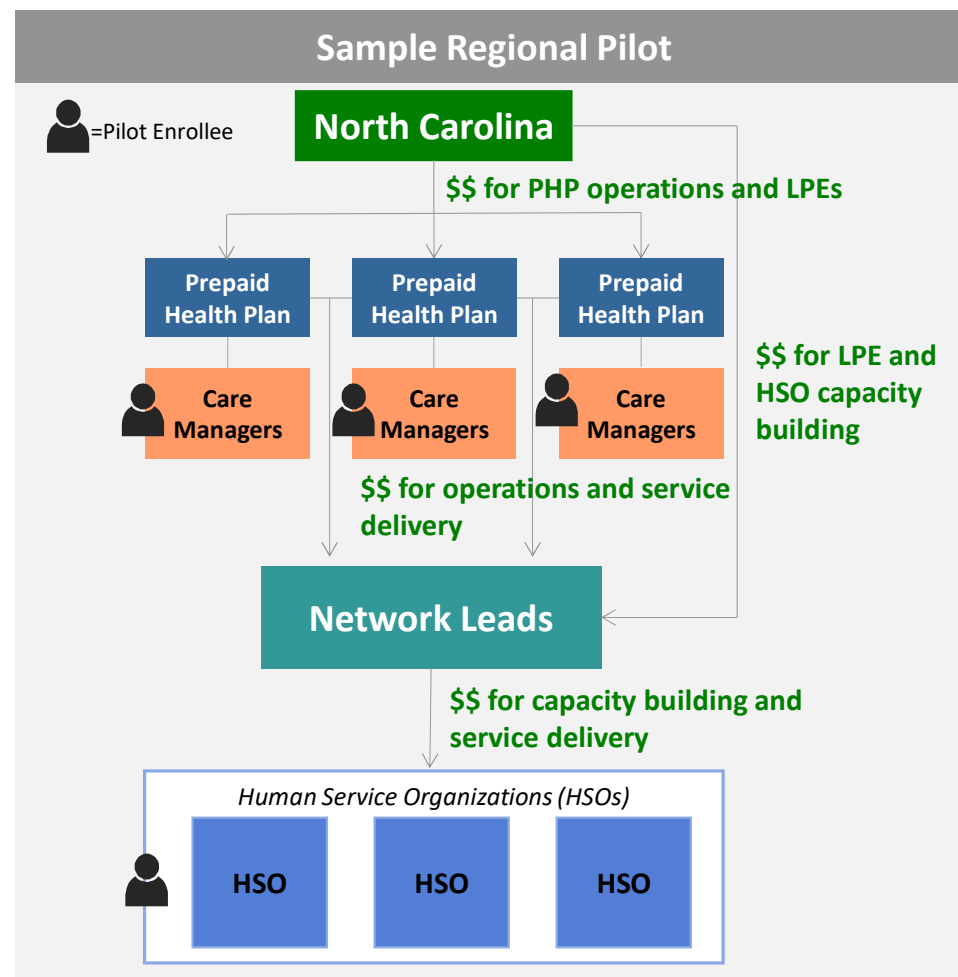 Sample Regional Pilot
=Pilot Enrollee
North Carolina
$$ for PHP operations and LPEs
Prepaid
Health Plan
Prepaid
Health Plan
Prepaid
Health Plan
$$ for LPE and
HSO capacity
building
Care
Managers
Care
Managers
Care
Managers
$$ for operations and service
delivery
Network Leads
$$ for capacity building and
service delivery
Human Service Organizations (HSOs)
HSO
HSO
HSO